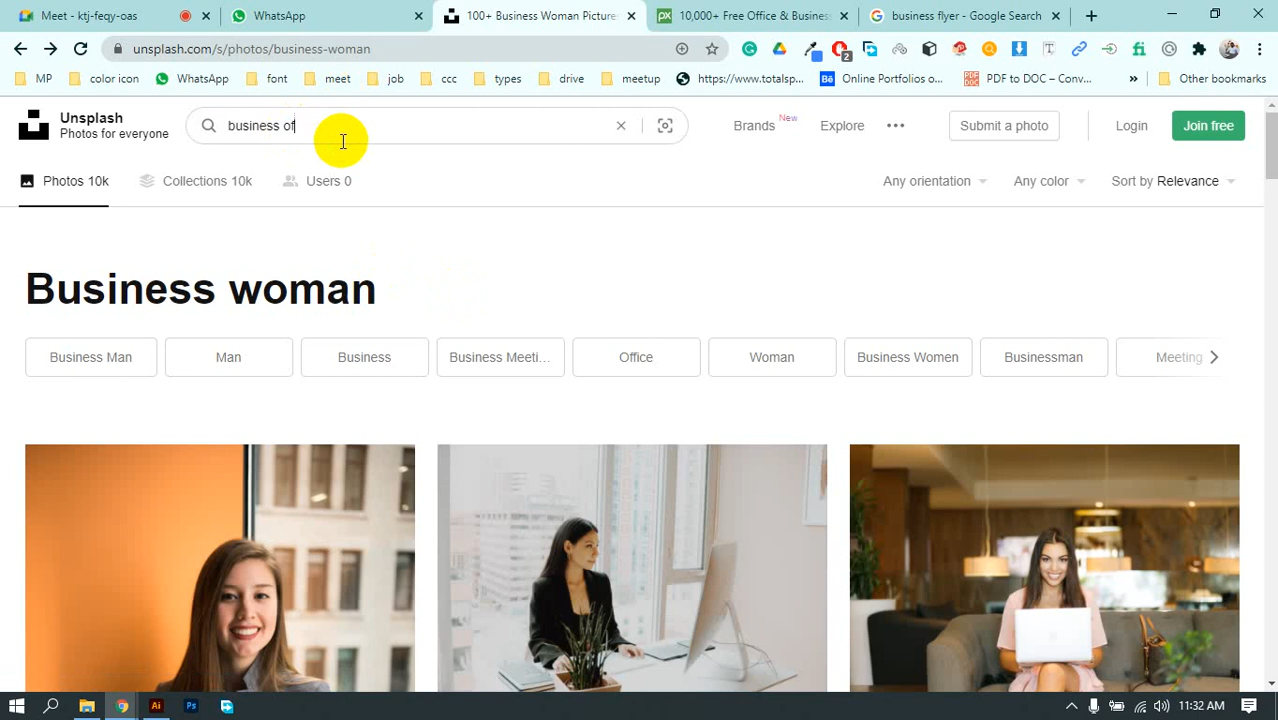 Meet - ktj-feqy-oas
WhatsApp
100+ Business Woman Picture
10,000+ Free Office & Busines
business flyer - Google Search
unsplash.com/s/photos/business-woman
2
MP
color icon
WhatsApp
font
meet
job
ccc
types
drive
meetup
https://www.totalsp...
Bē
Online Portfolios o...
PDF to DOC – Conv...
»
Other bookmarks
Unsplash
Photos for everyone
business of
Brands New
Explore
Submit a photo
Login
Join free
Photos 10k
Collections 10k
Users 0
Any orientation
Any color
Sort by Relevance
Business woman
Business Man
Man
Business
Business Meeti...
Office
Woman
Business Women
Businessman
Meeting
Ai
Ps
11:32 AM